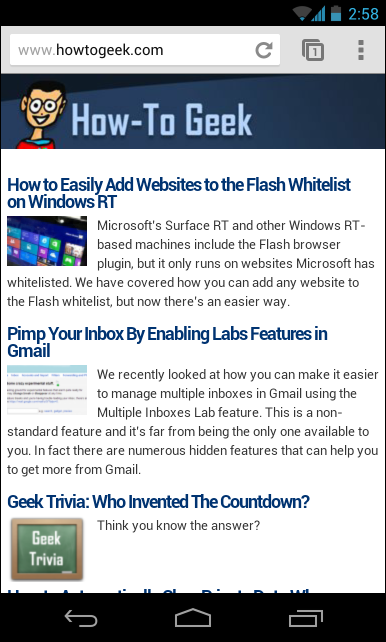 2:58
www.howtogeek.com
1
How-To Geek
How to Easily Add Websites to the Flash Whitelist
on Windows RT
Microsoft's Surface RT and other Windows RT-
based machines include the Flash browser
plugin, but it only runs on websites Microsoft has
whitelisted. We have covered how you can add any website to
the Flash whitelist, but now there's an easier way.
Pimp Your Inbox By Enabling Labs Features in
Gmail
We recently looked at how you can make it easier
to manage multiple inboxes in Gmail using the
Multiple Inboxes Lab feature. This is a non-
standard feature and it's far from being the only one available to
you. In fact there are numerous hidden features that can help you
to get more from Gmail.
Geek Trivia: Who Invented The Countdown?
Think you know the answer?
Geek
Trivia